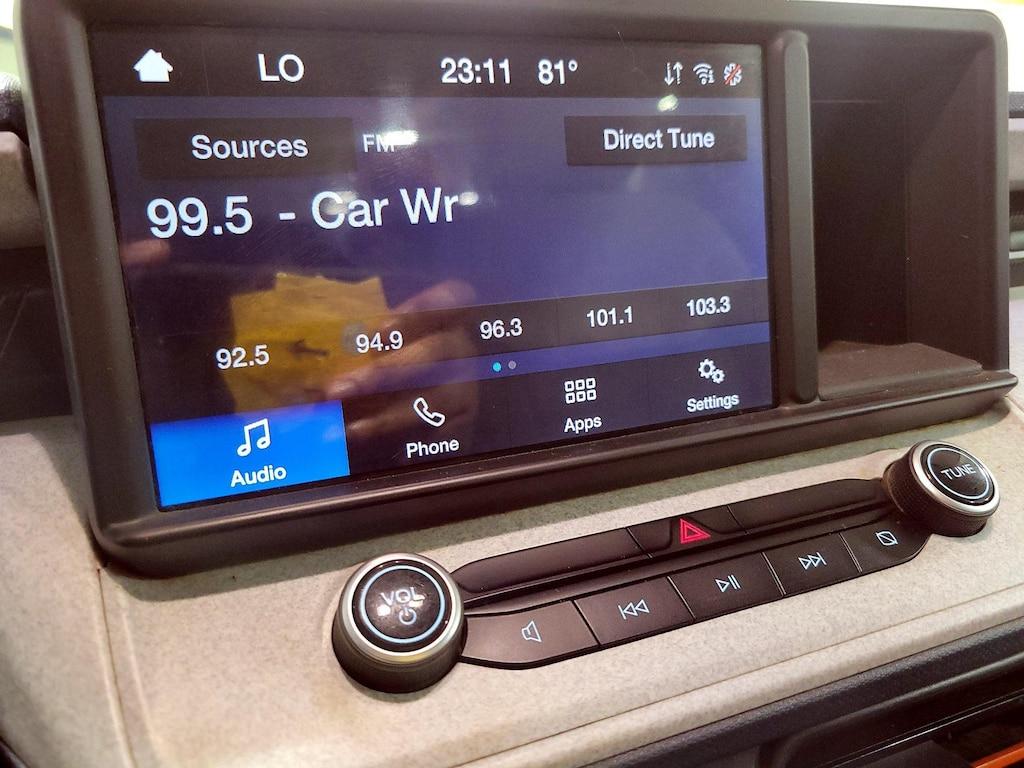 LO 23:11 81°
Sources FM Direct Tune
99.5 - Car Wr
92.5 94.9 96.3 101.1 103.3
Audio Phone Apps Settings
TUNE
VOL